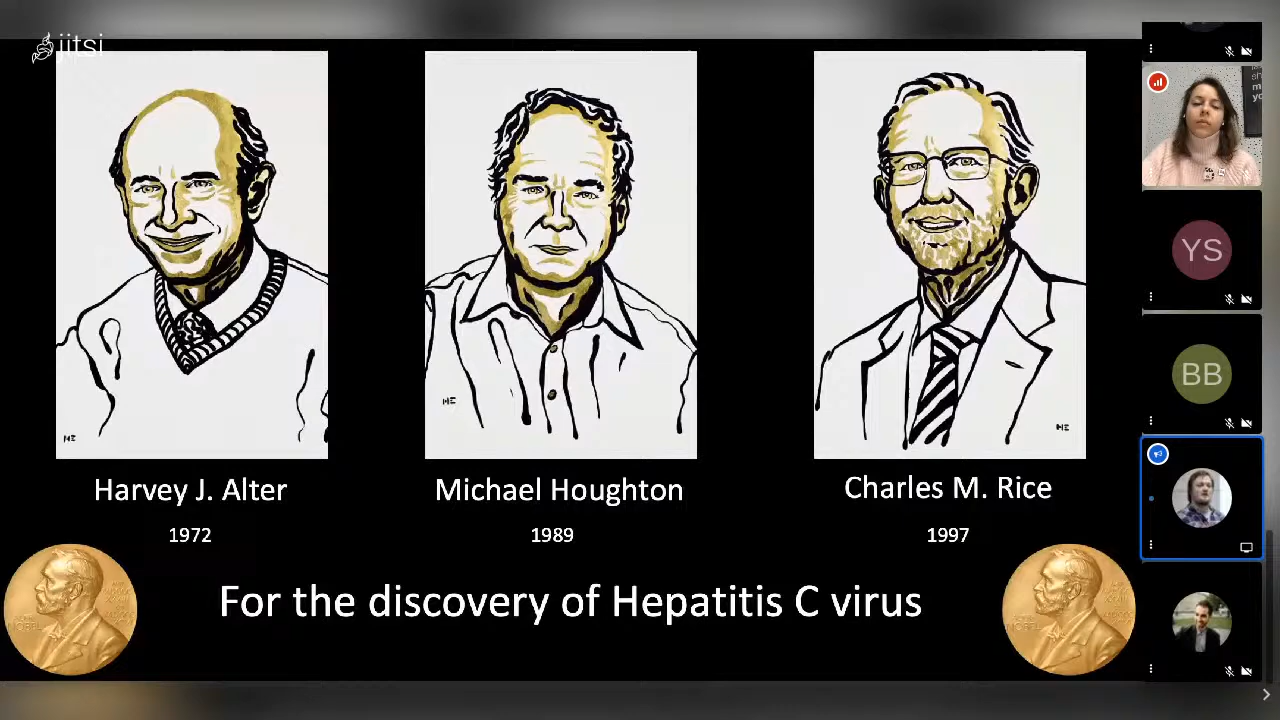 jitsi
Harvey J. Alter
1972
Michael Houghton
1989
Charles M. Rice
1997
For the discovery of Hepatitis C virus
YS
BB